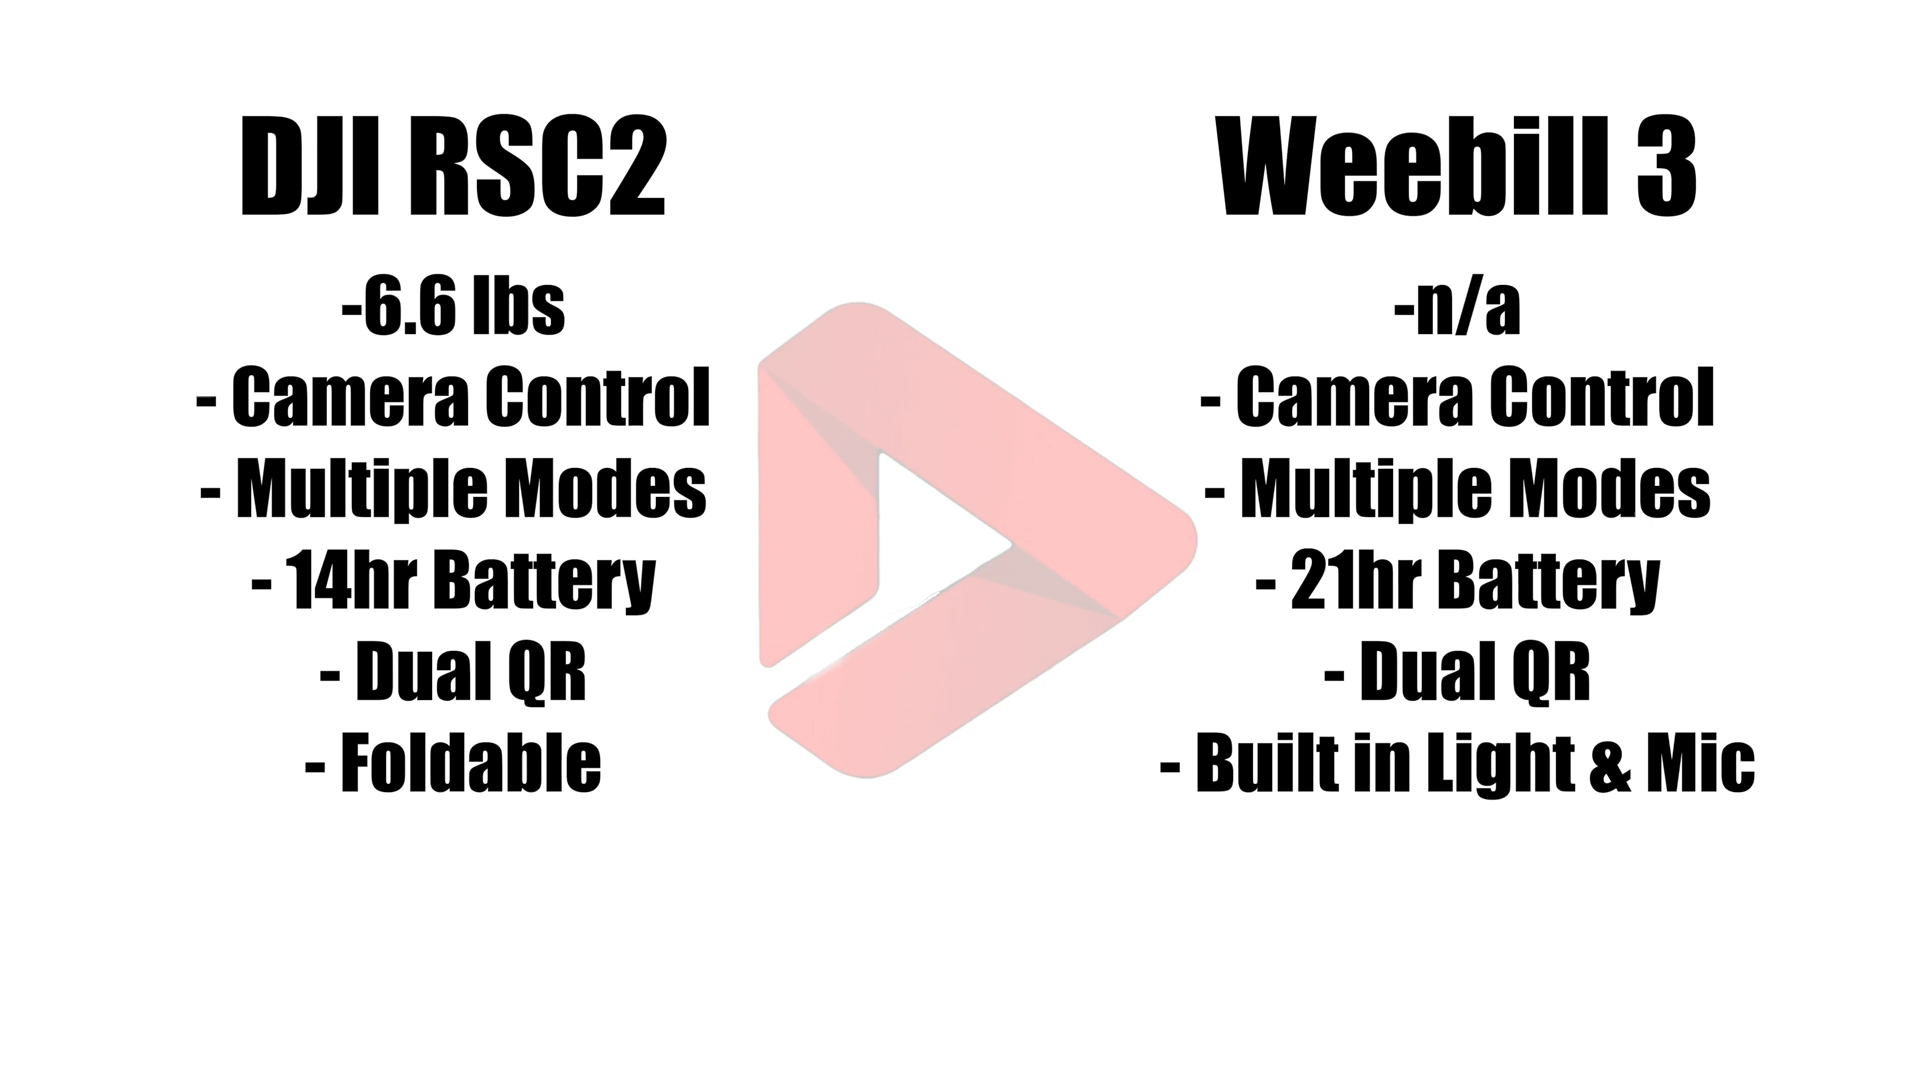 DJI RSC2
-6.6 lbs
- Camera Control
- Multiple Modes
- 14hr Battery
- Dual QR
- Foldable
Weebill 3
-n/a
- Camera Control
- Multiple Modes
- 21hr Battery
- Dual QR
- Built in Light & Mic